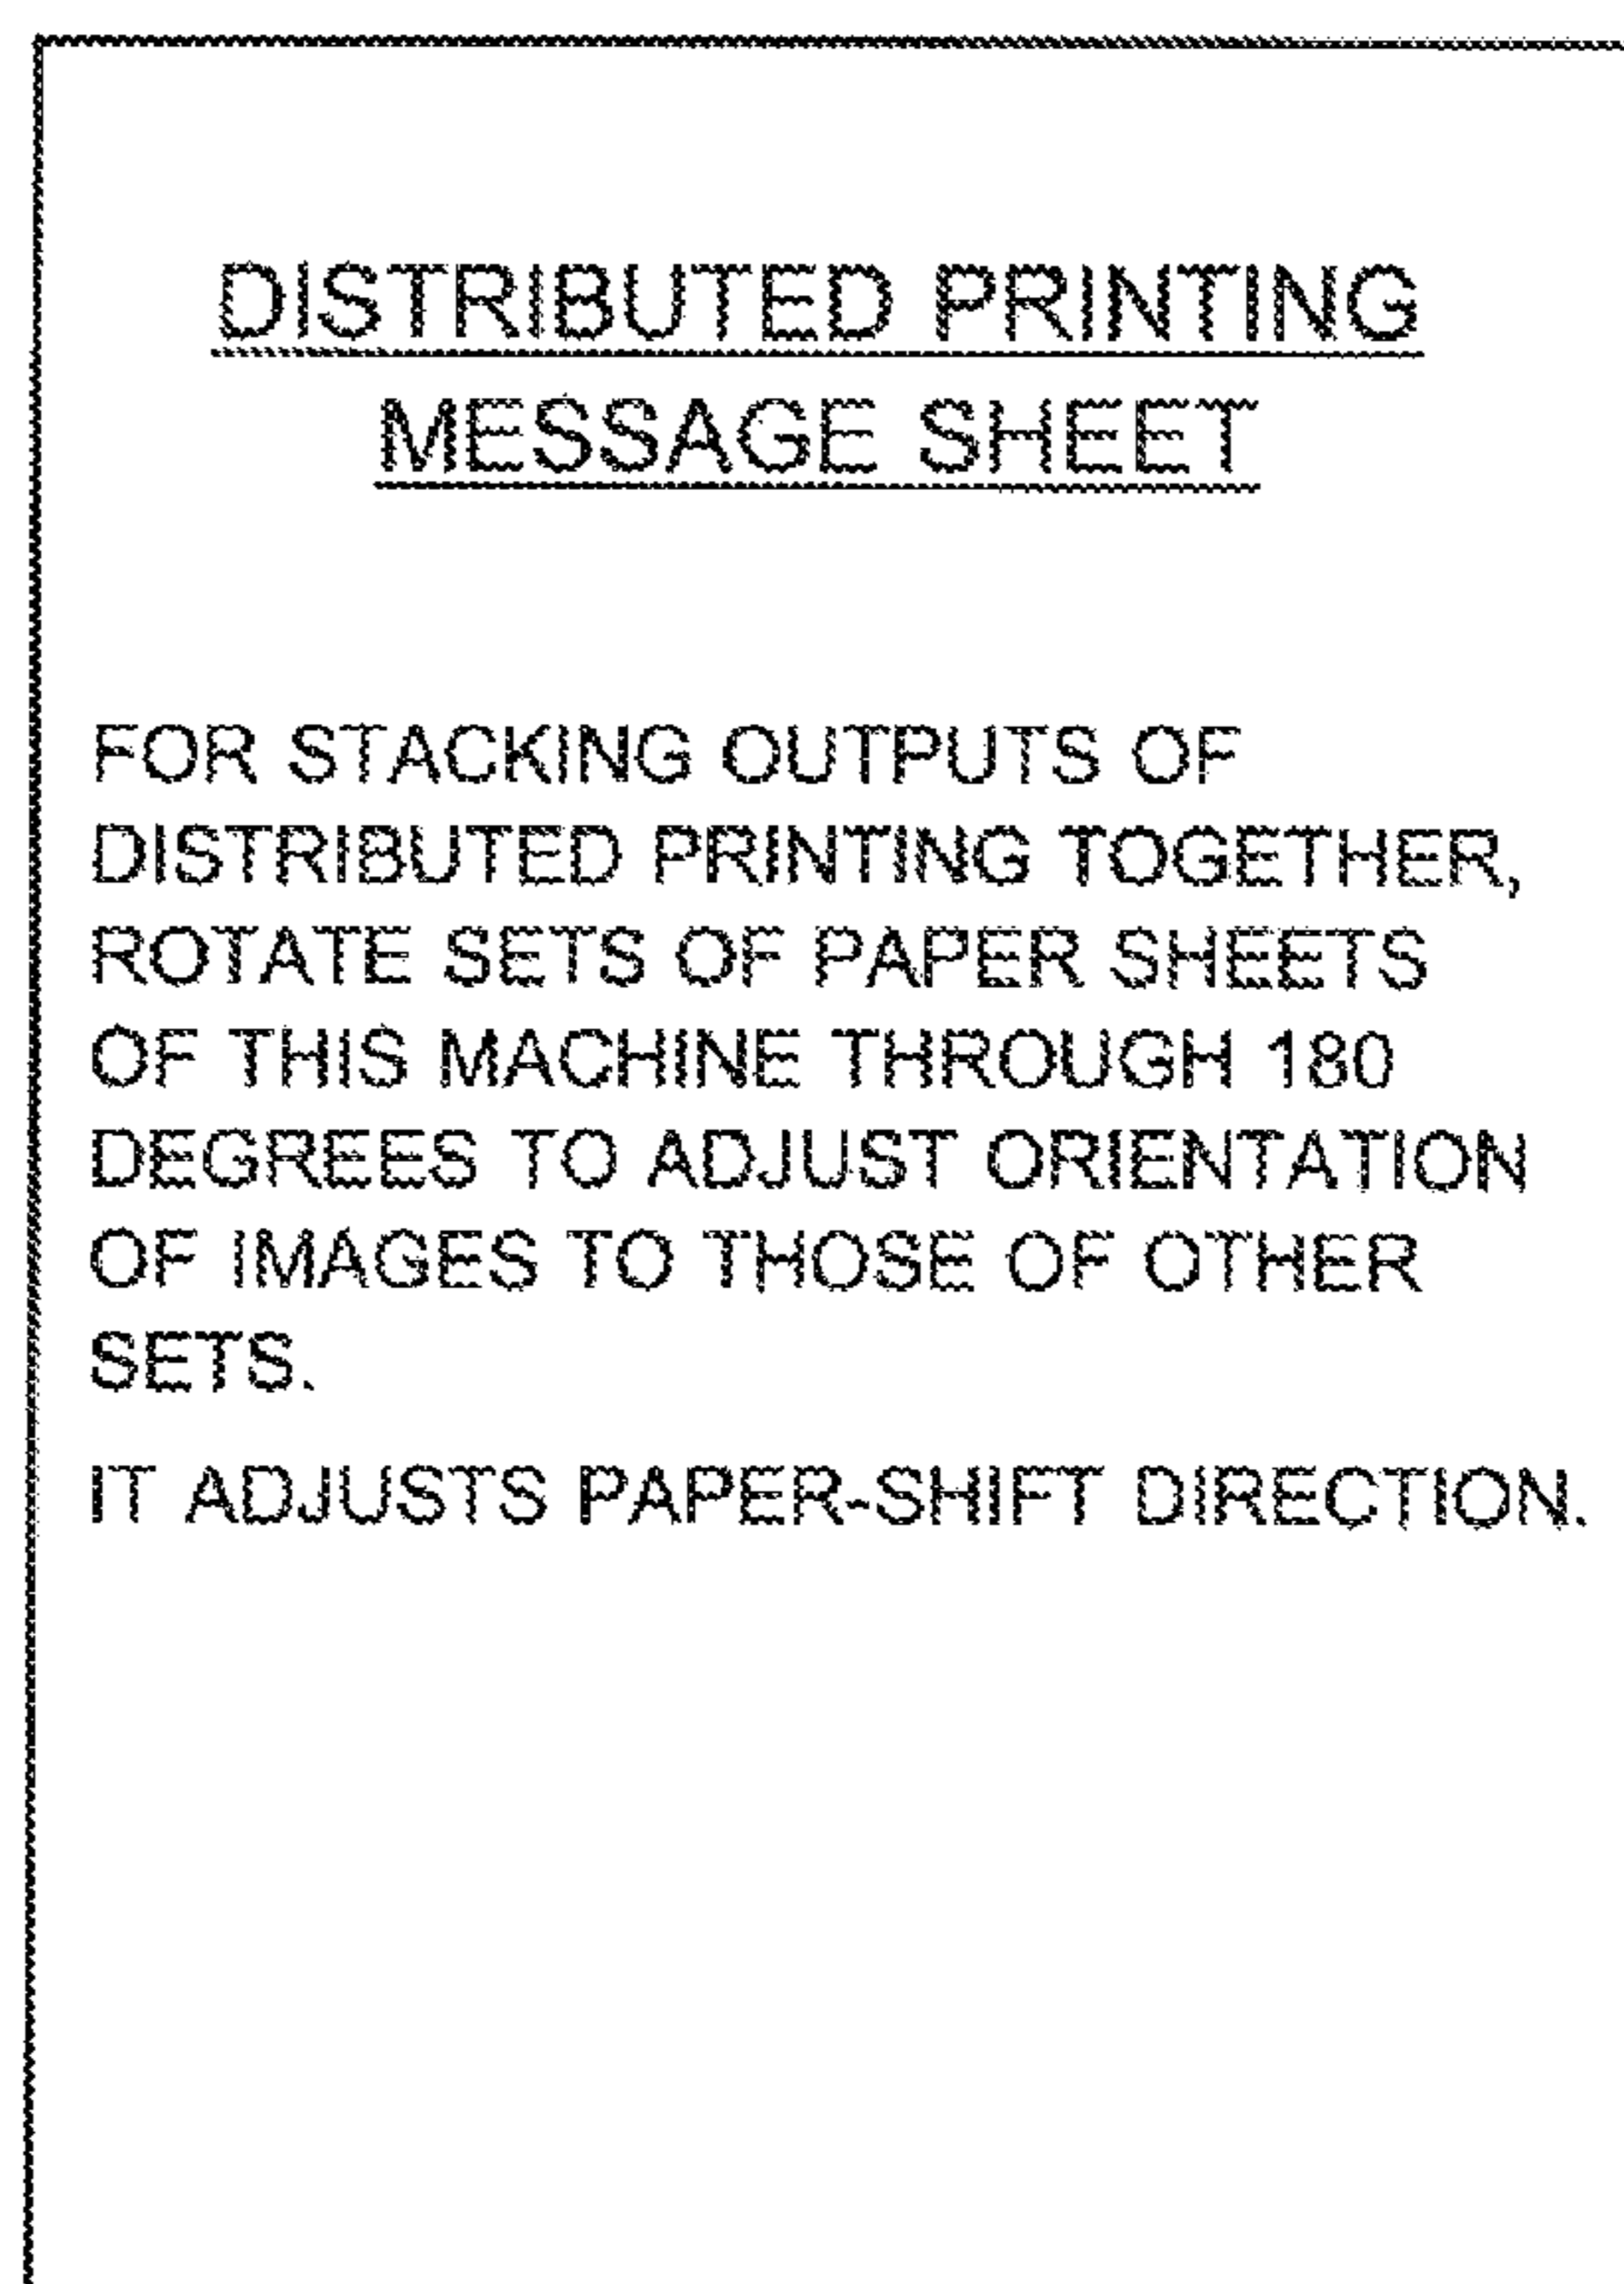 DISTRIBUTED PRINTING
MESSAGE SHEET
FOR STACKING OUTPUTS OF
DISTRIBUTED PRINTING TOGETHER,
ROTATE SETS OF PAPER SHEETS
OF THIS MACHINE THROUGH 180
DEGREES TO ADJUST ORIENTATION
OF IMAGES TO THOSE OF OTHER
SETS.
IT ADJUSTS PAPER-SHIFT DIRECTION.